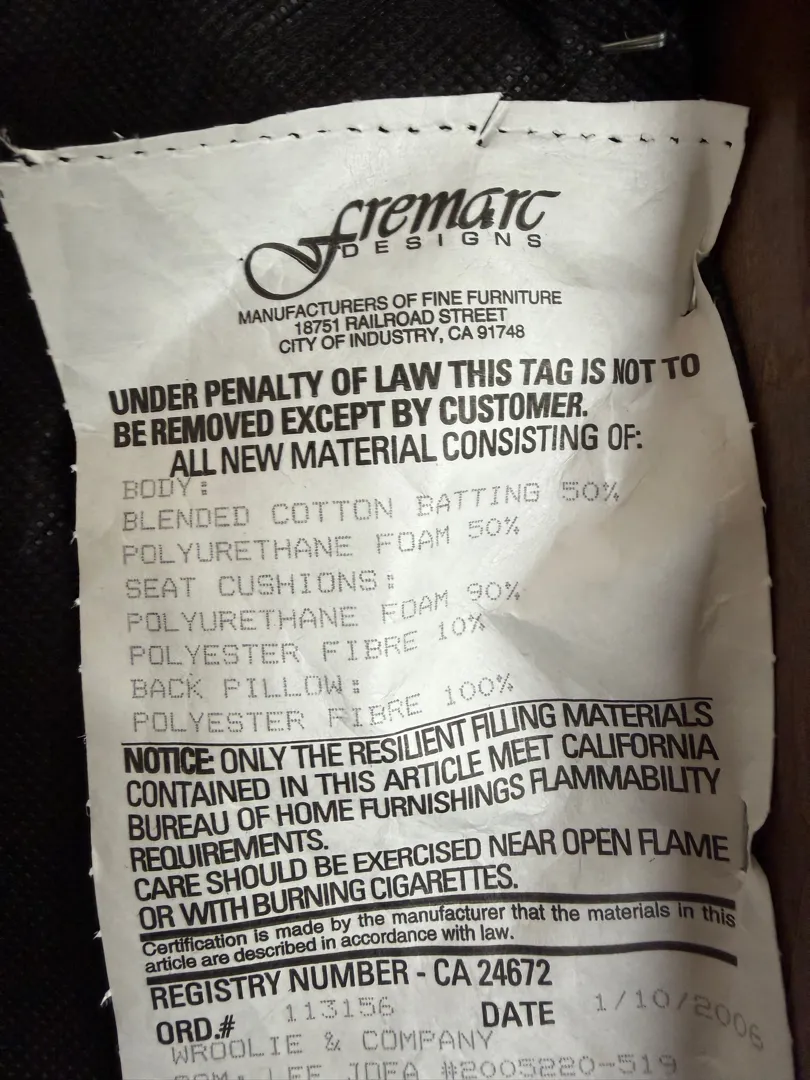 fremarc
DESIGNS
MANUFACTURERS OF FINE FURNITURE
18751 RAILROAD STREET
CITY OF INDUSTRY, CA 91748
UNDER PENALTY OF LAW THIS TAG IS NOT TO
BE REMOVED EXCEPT BY CUSTOMER.
ALL NEW MATERIAL CONSISTING OF:
BODY:
BLENDED COTTON BATTING 50%
POLYURETHANE FOAM 50%
SEAT CUSHIONS:
POLYURETHANE FOAM 90%
POLYESTER FIBRE 10%
BACK PILLOW:
POLYESTER FIBRE 100%
NOTICE: ONLY THE RESILIENT FILLING MATERIALS
CONTAINED IN THIS ARTICLE MEET CALIFORNIA
BUREAU OF HOME FURNISHINGS FLAMMABILITY
REQUIREMENTS.
CARE SHOULD BE EXERCISED NEAR OPEN FLAME
OR WITH BURNING CIGARETTES.
Certification is made by the manufacturer that the materials in this
article are described in accordance with law.
REGISTRY NUMBER - CA 24672
ORD.# 113156 DATE 1/10/2006
WROOLIE & COMPANY
LEE #2005220-519